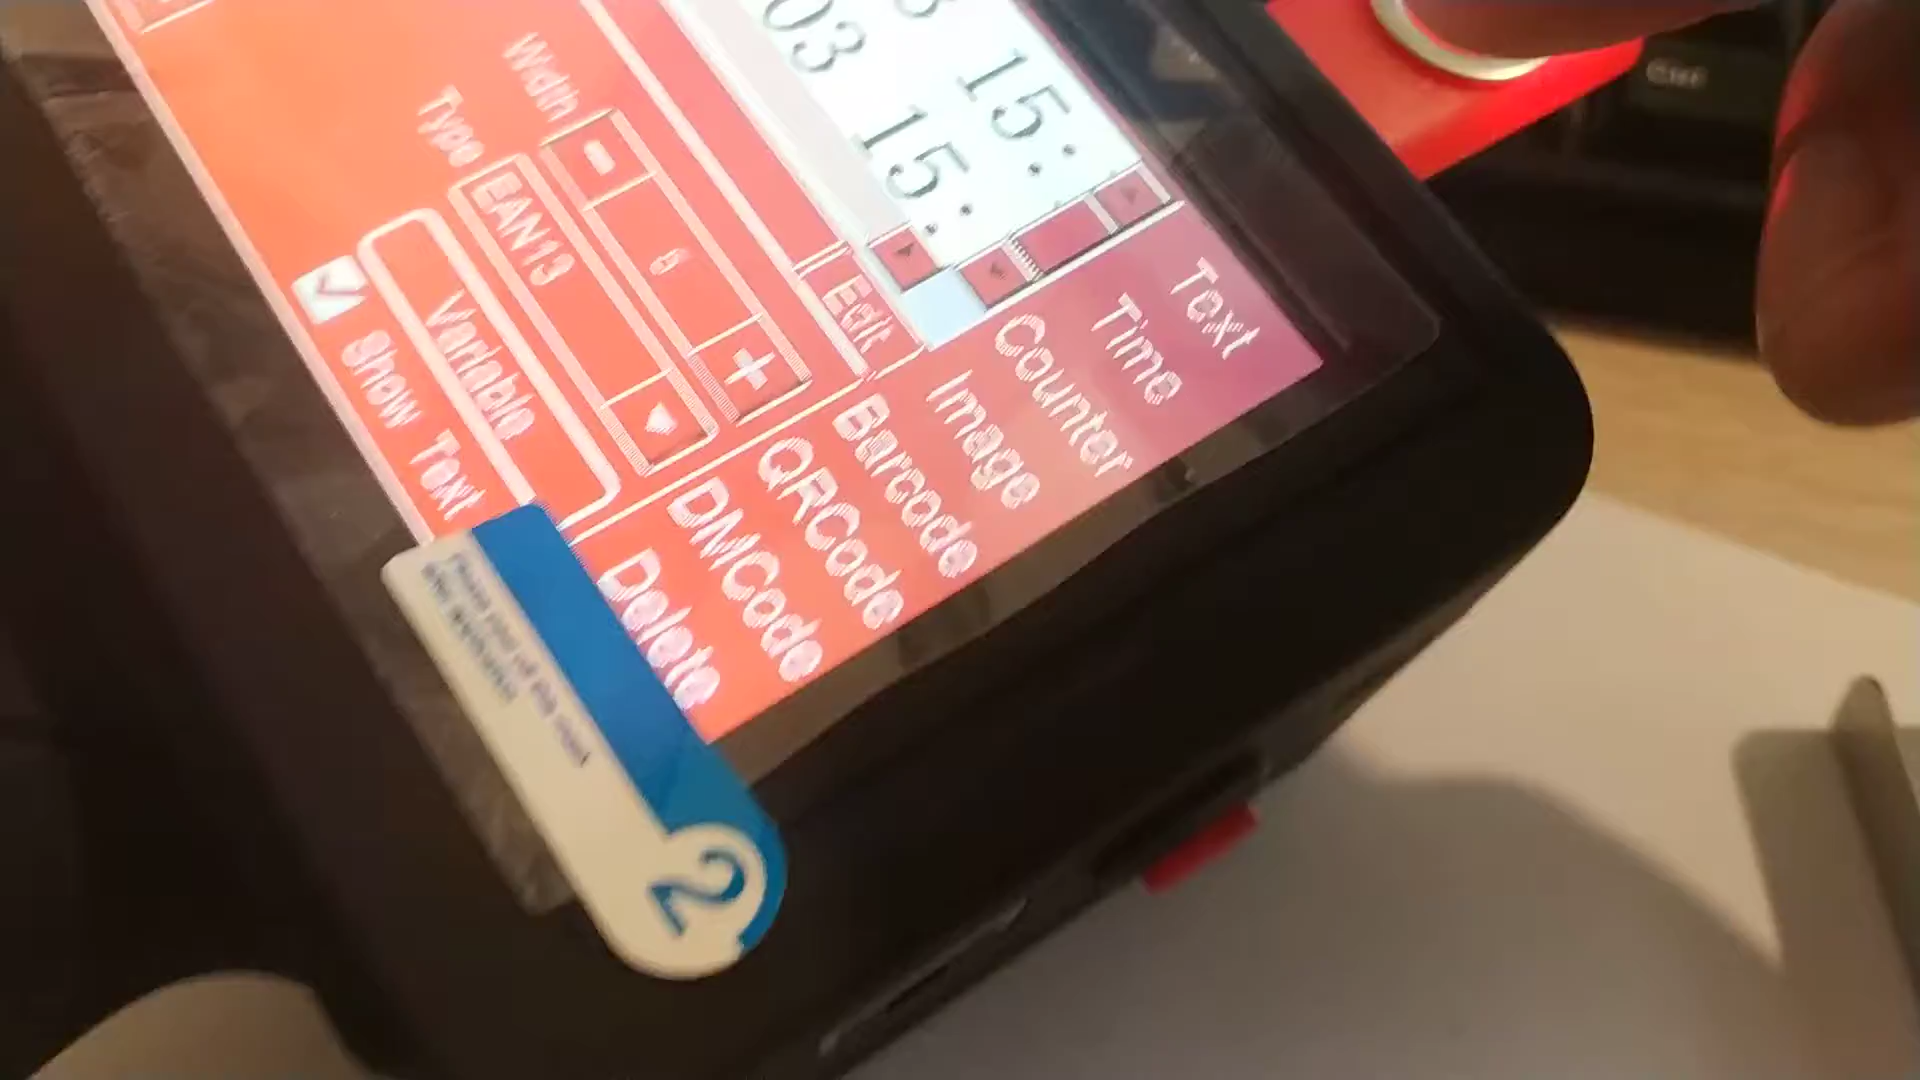 3 15:
03 15:
Text
Time
Counter
Image
Barcode
QRCode
DMCode
Delete
Edit
Width
Type
EAN13
Variable
Show Text
2